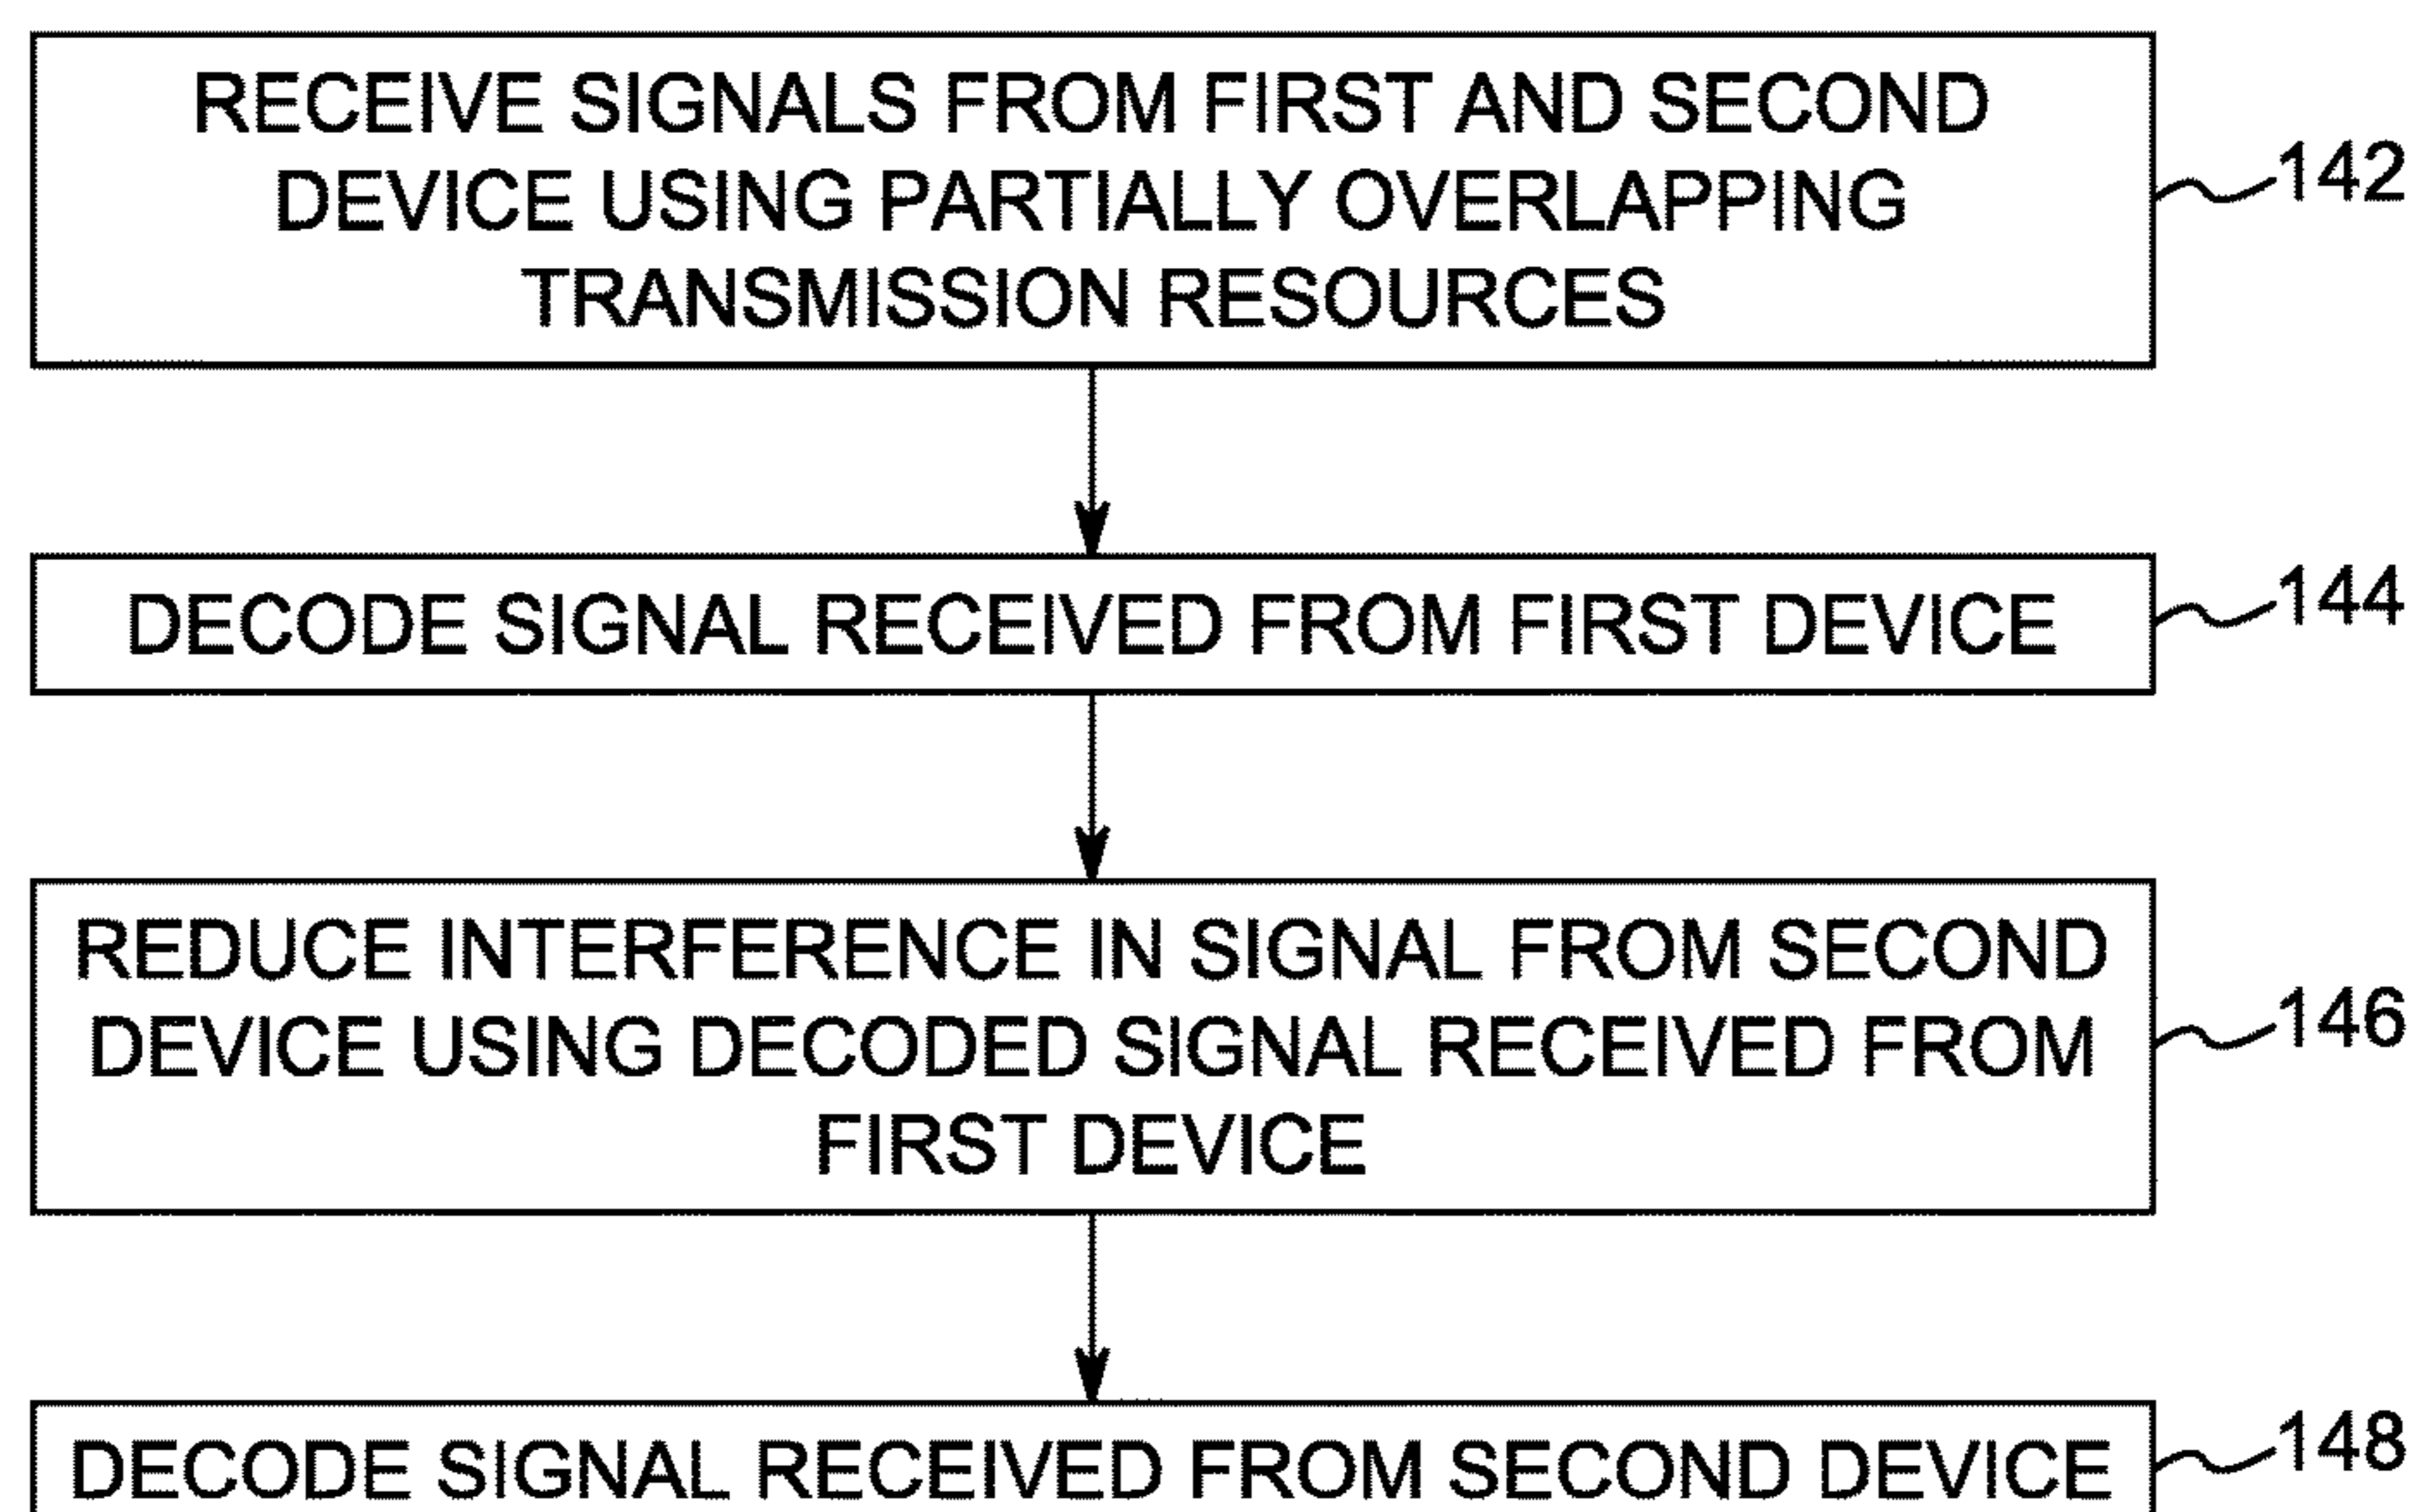 RECEIVE SIGNALS FROM FIRST AND SECOND
DEVICE USING PARTIALLY OVERLAPPING
TRANSMISSION RESOURCES
142
DECODE SIGNAL RECEIVED FROM FIRST DEVICE
144
REDUCE INTERFERENCE IN SIGNAL FROM SECOND
DEVICE USING DECODED SIGNAL RECEIVED FROM
FIRST DEVICE
146
DECODE SIGNAL RECEIVED FROM SECOND DEVICE
148